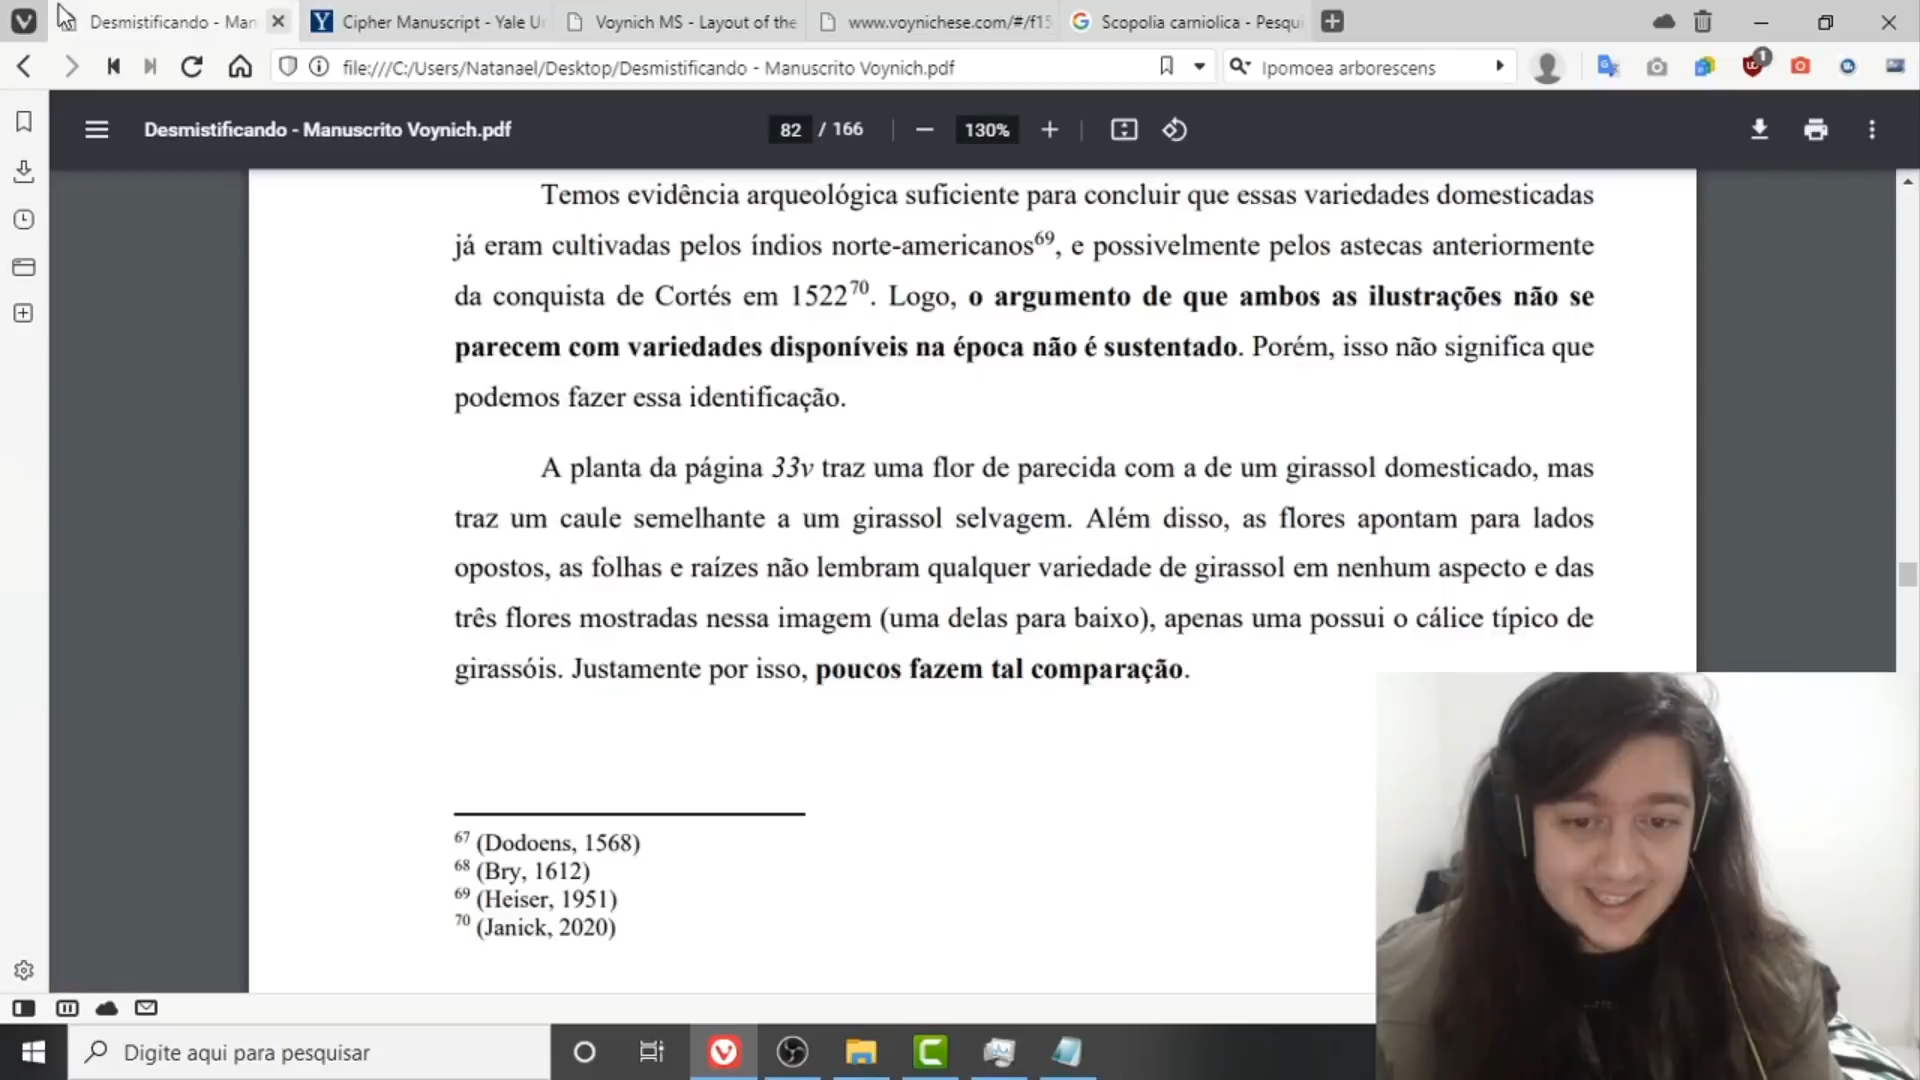 Desmistificando - Man
Cipher Manuscript - Yale U
Voynich MS - Layout of the
www.voynichese.com/#/f15
Scopolia carniolica - Pesqui
file:///C:/Users/Natanael/Desktop/Desmistificando - Manuscrito Voynich.pdf
Ipomoea arborescens
1
Desmistificando - Manuscrito Voynich.pdf
82 / 166
130%
Temos evidência arqueológica suficiente para concluir que essas variedades domesticadas
já eram cultivadas pelos índios norte-americanos69, e possivelmente pelos astecas anteriormente
da conquista de Cortés em 152270. Logo, o argumento de que ambos as ilustrações não se
parecem com variedades disponíveis na época não é sustentado. Porém, isso não significa que
podemos fazer essa identificação.
A planta da página 33v traz uma flor de parecida com a de um girassol domesticado, mas
traz um caule semelhante a um girassol selvagem. Além disso, as flores apontam para lados
opostos, as folhas e raízes não lembram qualquer variedade de girassol em nenhum aspecto e das
três flores mostradas nessa imagem (uma delas para baixo), apenas uma possui o cálice típico de
girassóis. Justamente por isso, poucos fazem tal comparação.
67 (Dodoens, 1568)
68 (Bry, 1612)
69 (Heiser, 1951)
70 (Janick, 2020)
Digite aqui para pesquisar